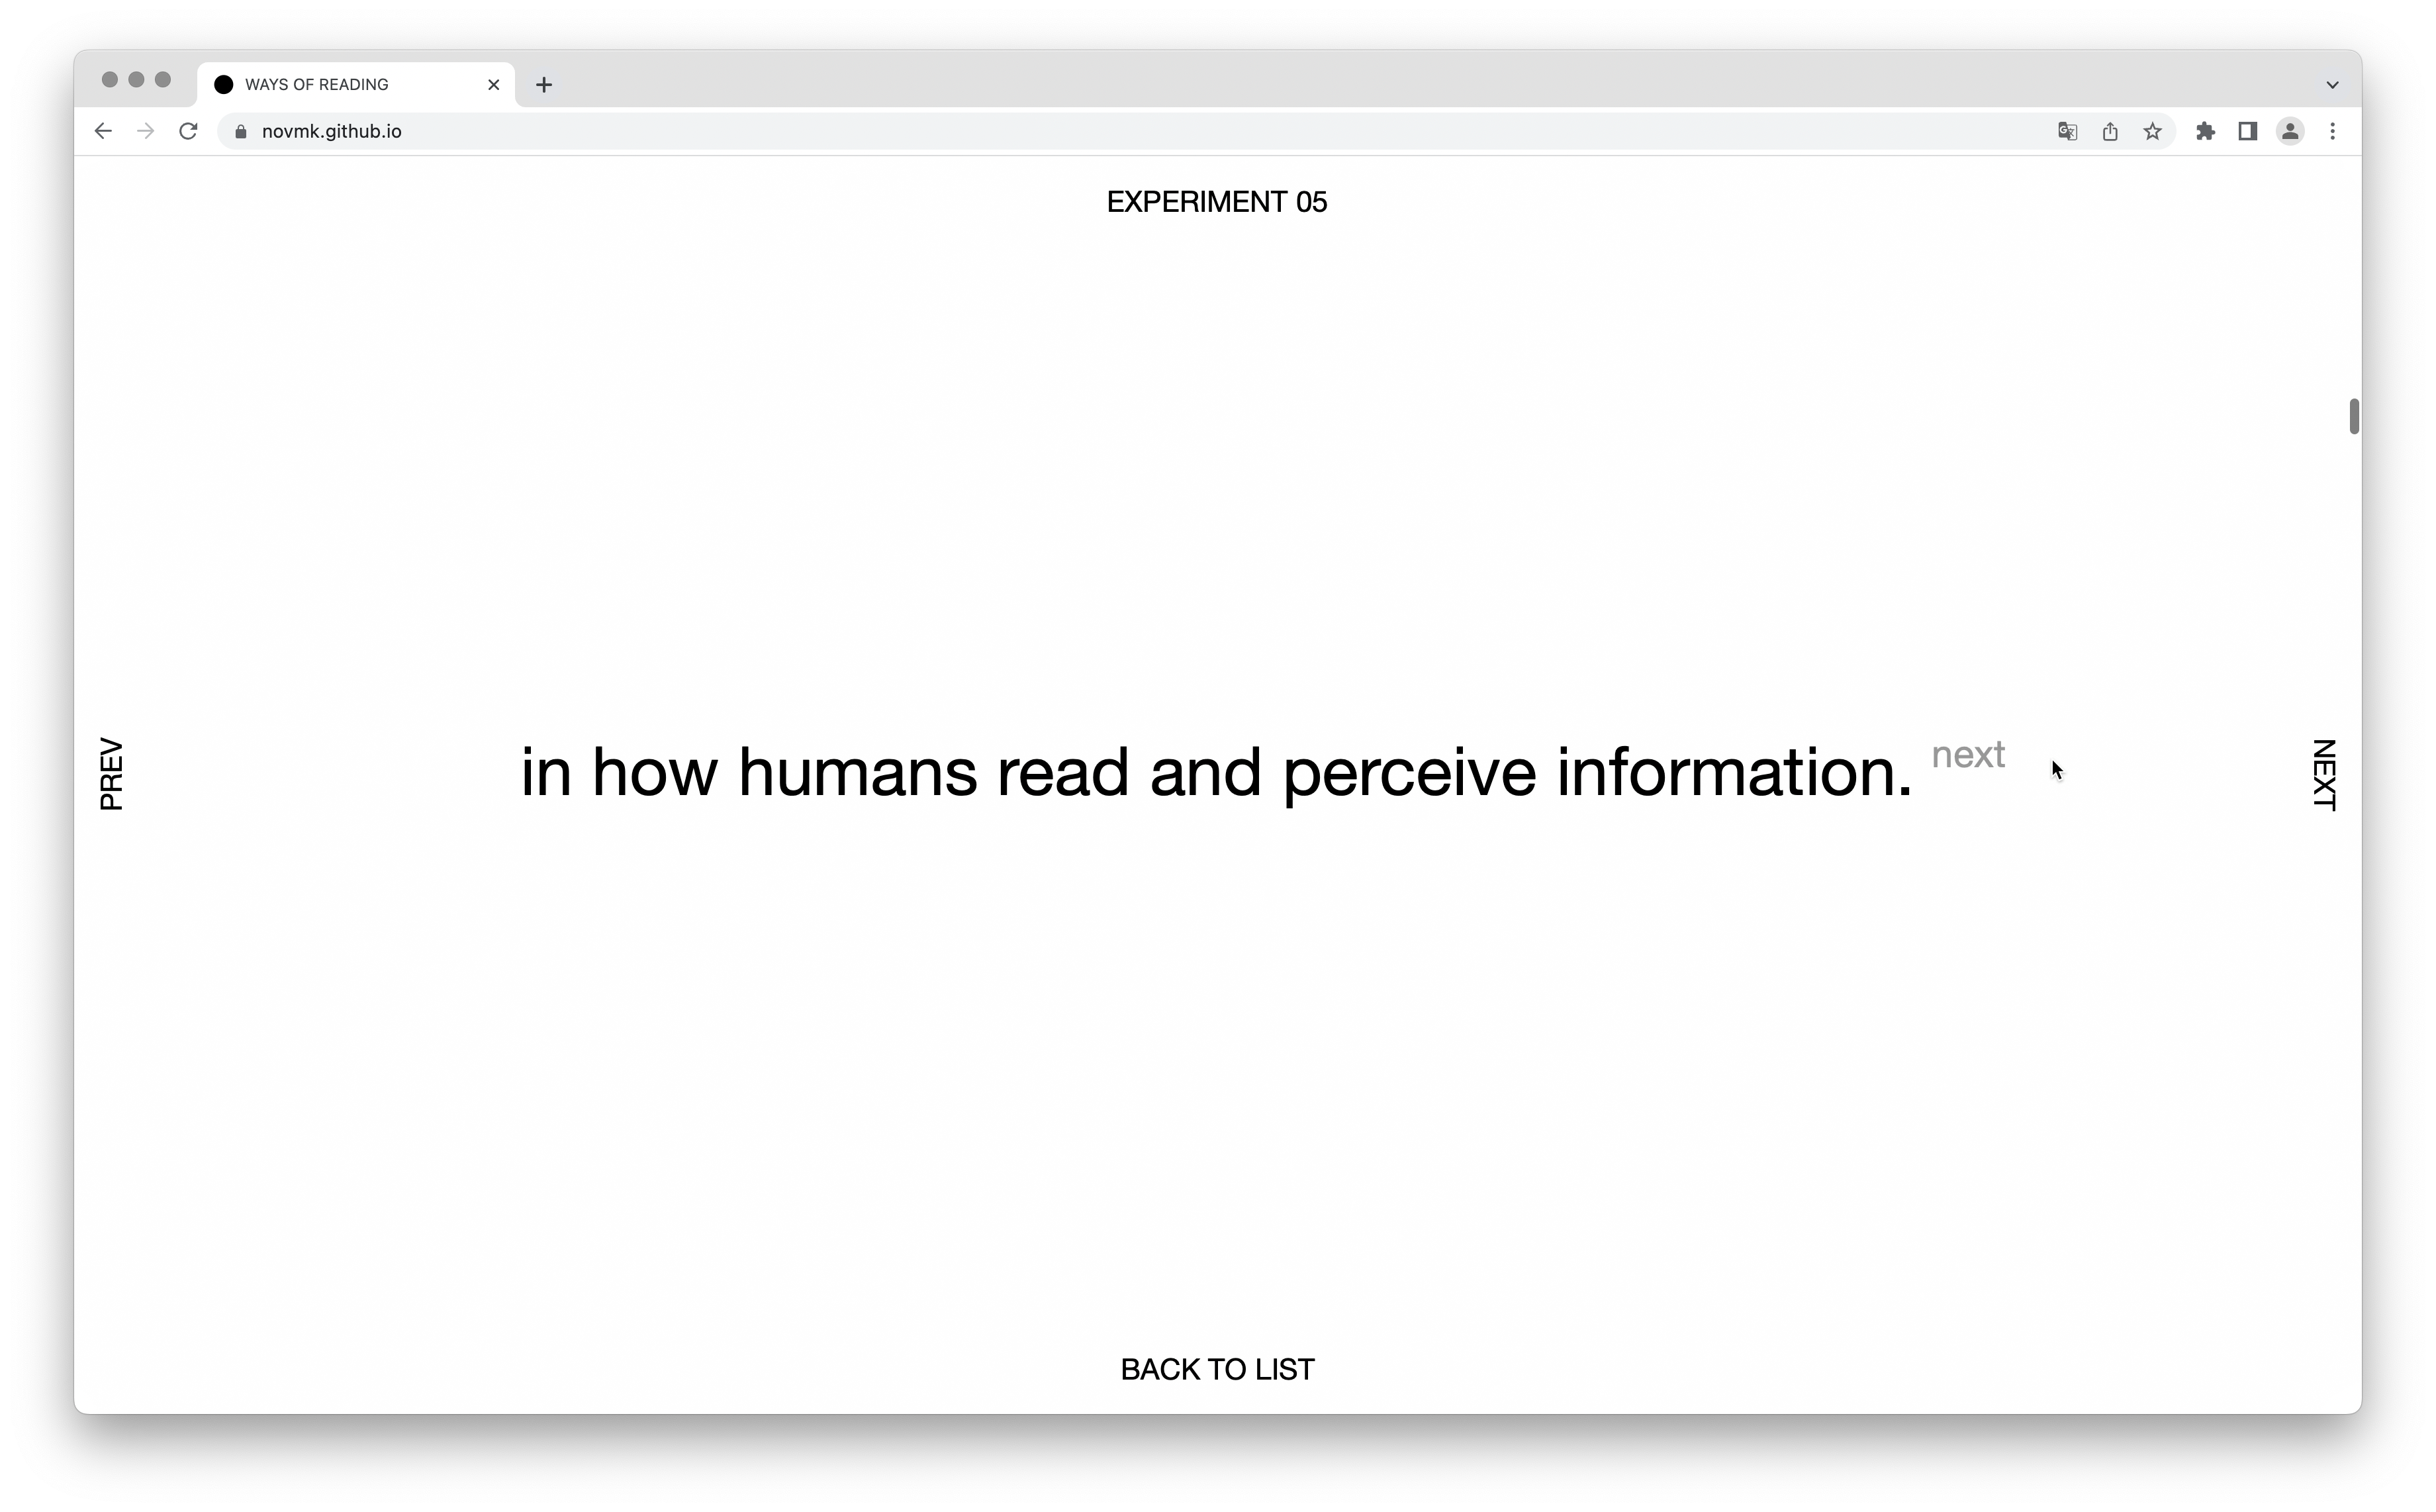 WAYS OF READING
novmk.github.io
EXPERIMENT 05
PREV
in how humans read and perceive information. next
NEXT
BACK TO LIST